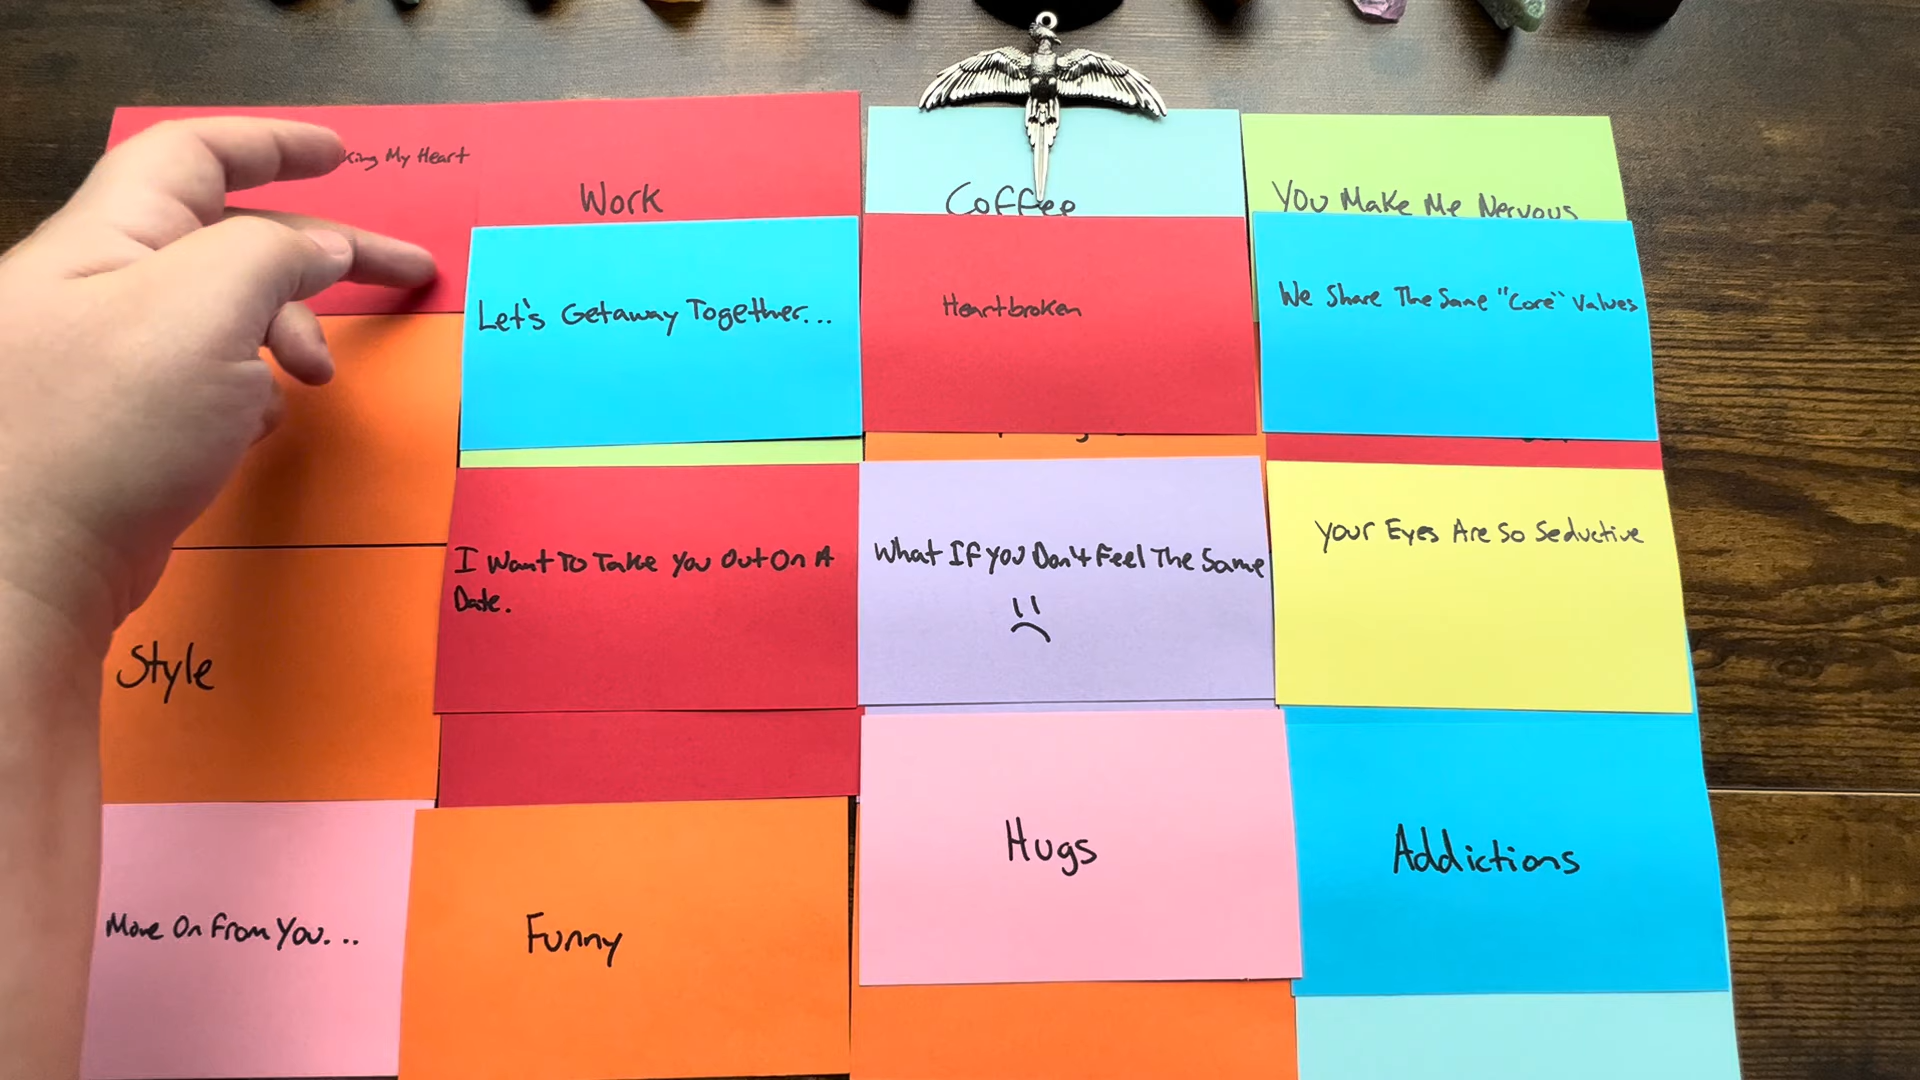 My Heart
Work
Coffee
You Make Me Nervous
Let's Getaway Together...
Heartbroken
We Share The Same "Core" Values
I Want To Take You Out On A
Date.
What If You Don't Feel The Same
Your Eyes Are So Seductive
Style
Hugs
Addictions
Move On From You...
Funny